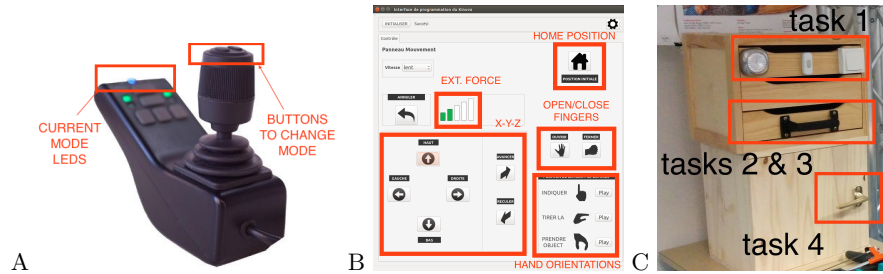 CURRENT
MODE
LEDS
BUTTONS
TO CHANGE
MODE
A
Interface de programmation du Kinova
INITIALISER
Contrôle
Panneau Mouvement
Vitesse
lent
HOME POSITION
POSITION INITIALE
EXT. FORCE
ANNULER
X-Y-Z
OPEN/CLOSE
FINGERS
OUVRIR
FERMER
HAUT
GAUCHE
DROITE
BAS
AVANCER
RECULER
INDIQUER
Play
TIRER LA
Play
PRENDRE
OBJECT
Play
HAND ORIENTATIONS
B
task 1
tasks 2 & 3
task 4
C